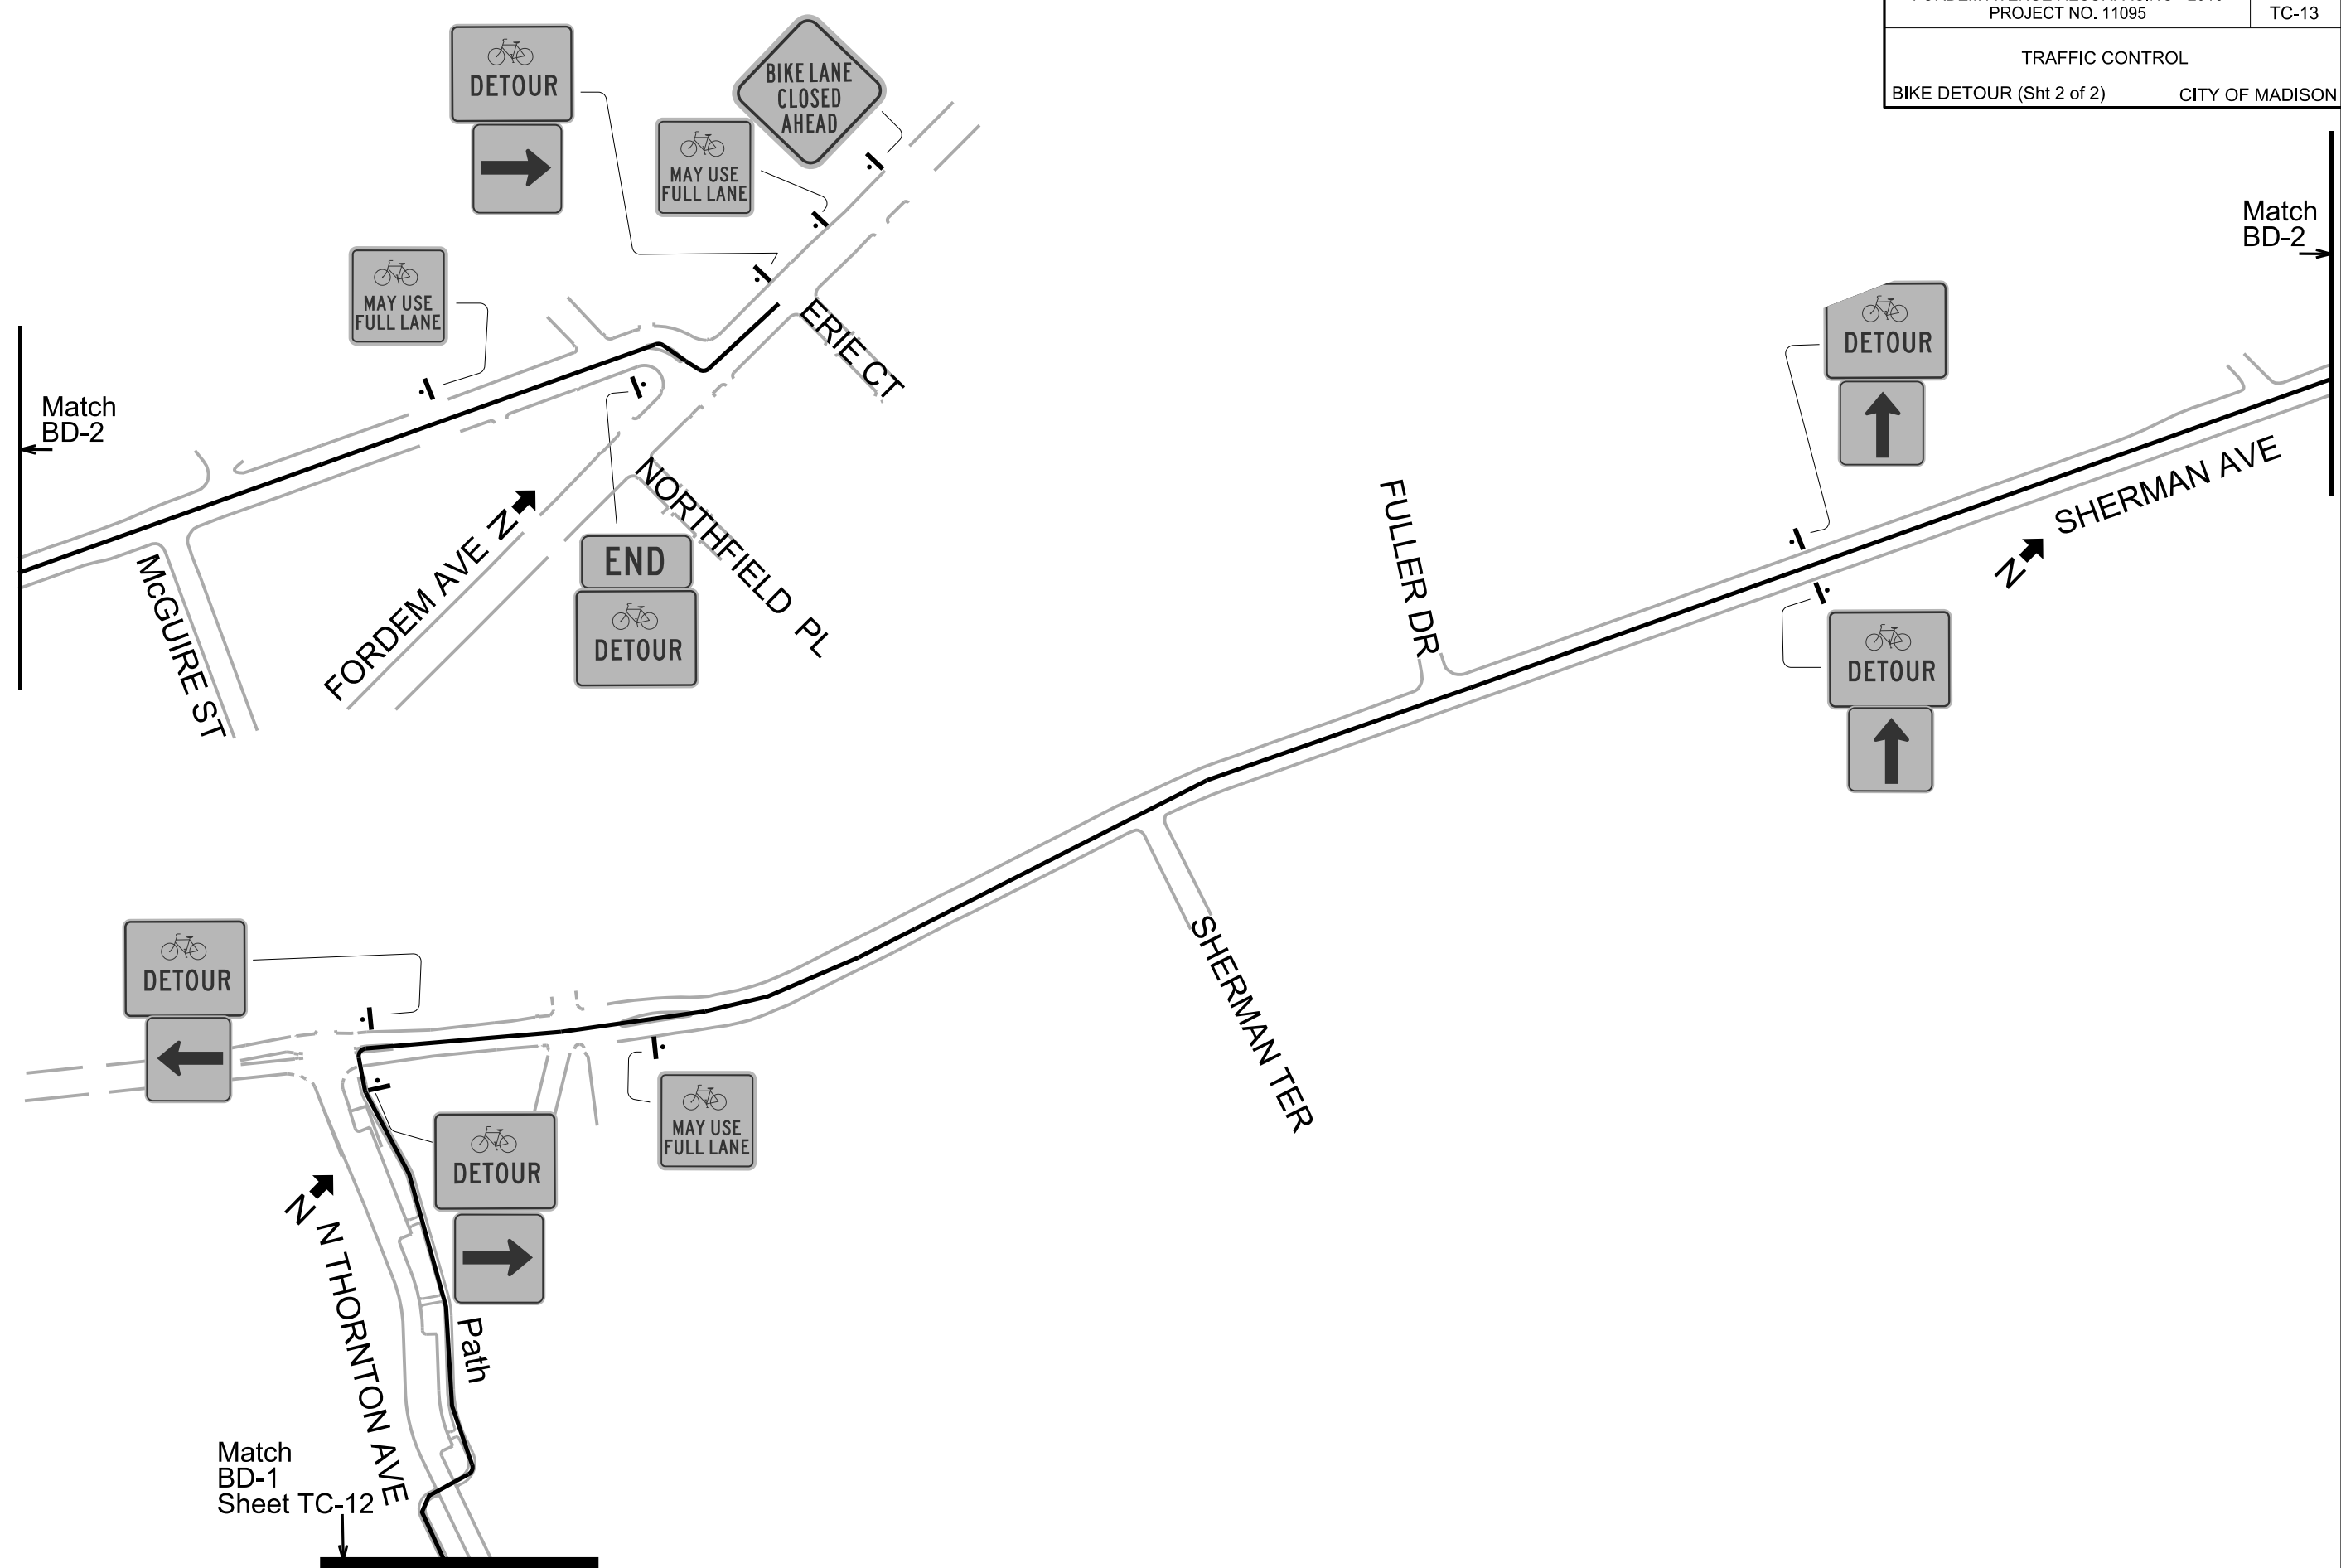 PROJECT NO. 11095
TC-13
TRAFFIC CONTROL
BIKE DETOUR (Sht 2 of 2)
CITY OF MADISON
DETOUR
BIKE LANE
CLOSED
AHEAD
MAY USE
FULL LANE
MAY USE
FULL LANE
Match
BD-2
Match
BD-2
ERIE CT
DETOUR
NORTHFIELD PL
FORDEM AVE
N
END
DETOUR
McGUIRE ST
FULLER DR
SHERMAN AVE
N
DETOUR
SHERMAN TER
DETOUR
MAY USE
FULL LANE
DETOUR
N
N THORNTON AVE
Path
Match
BD-1
Sheet TC-12